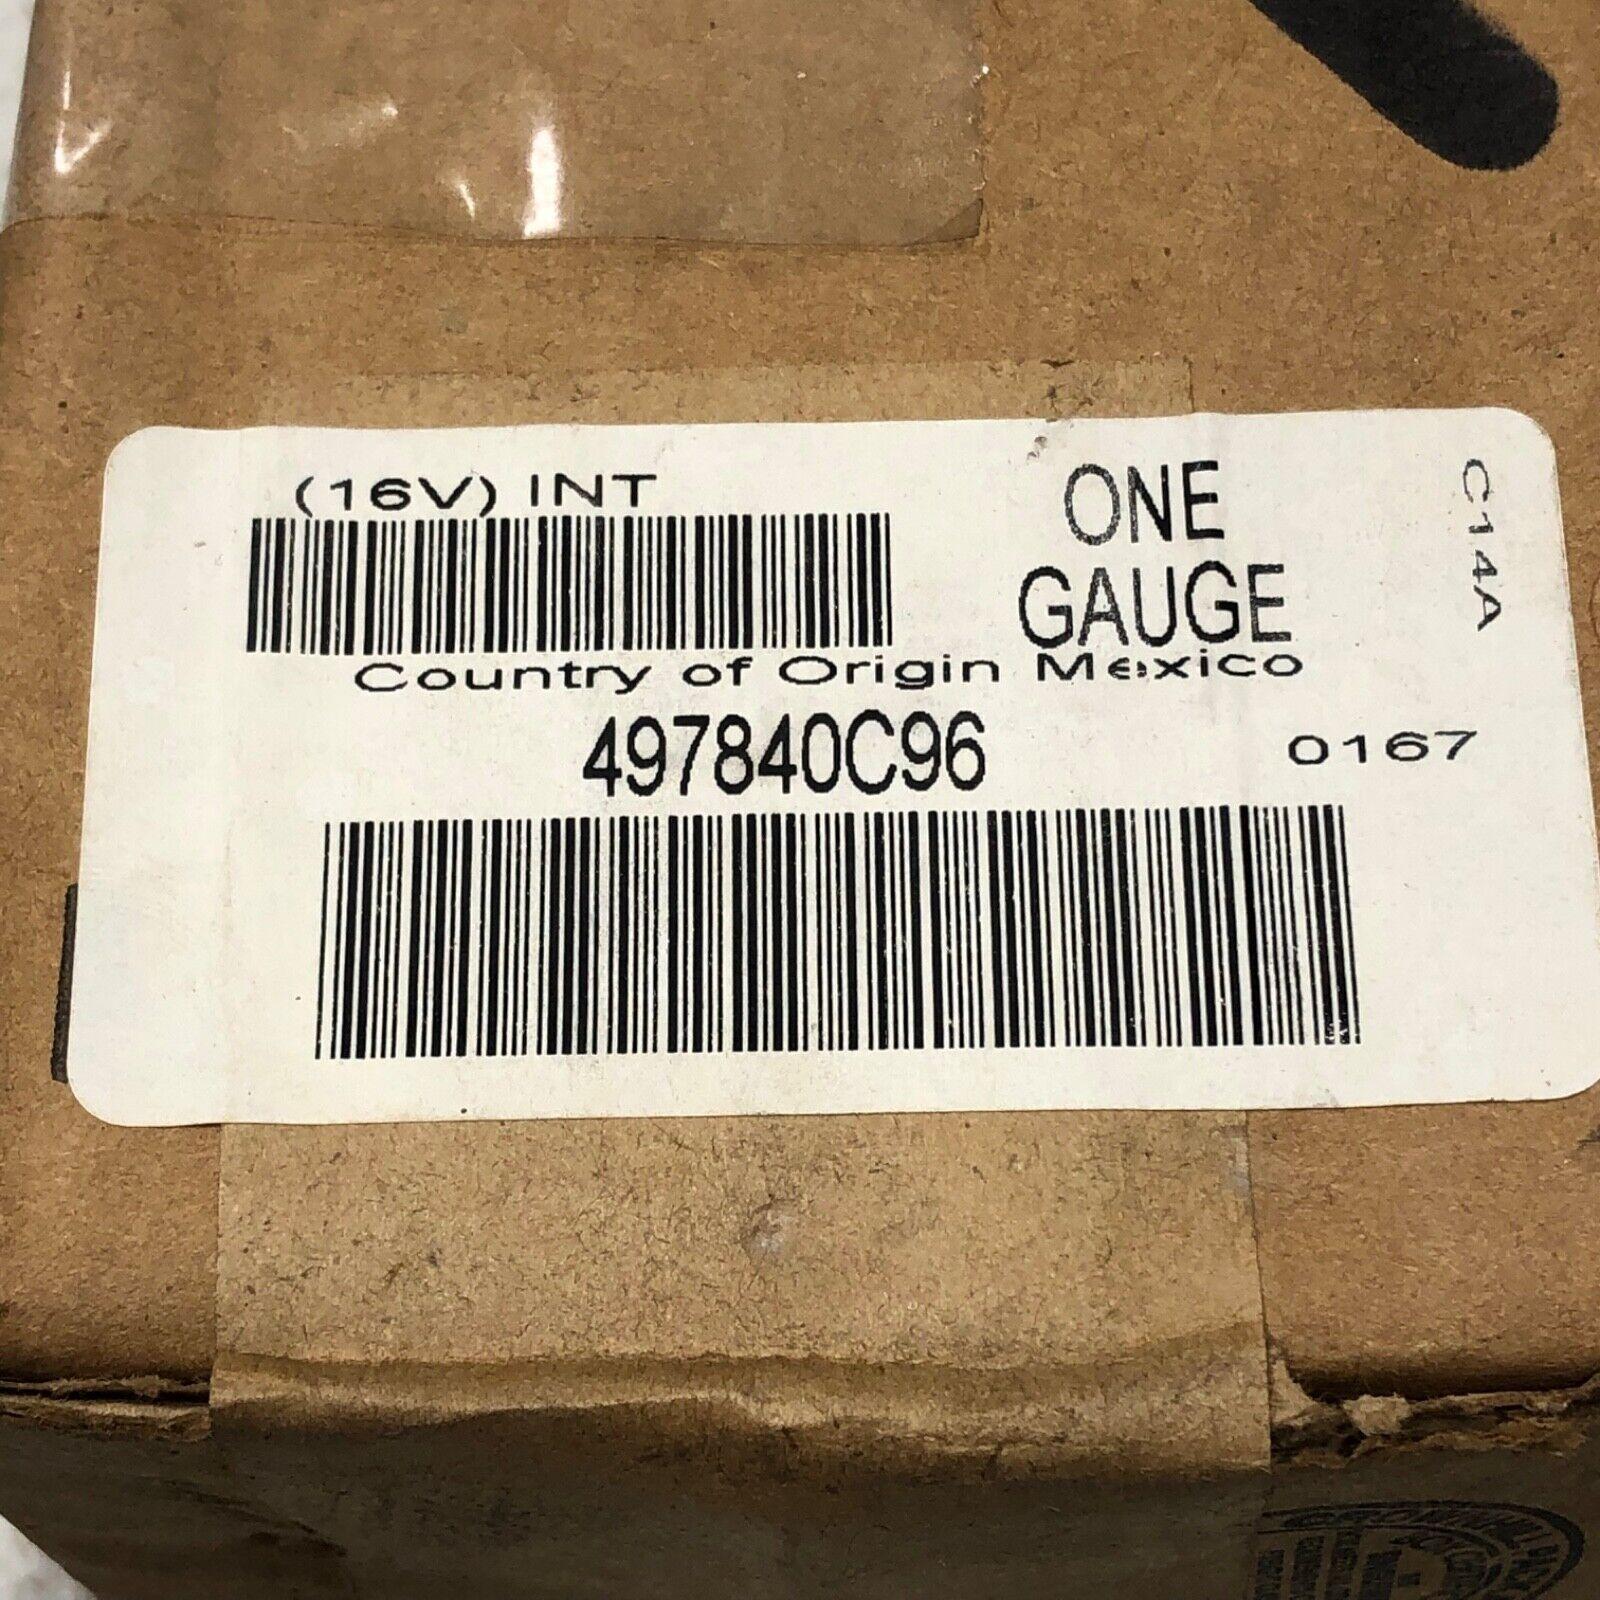 (16V) INT
ONE
GAUGE
C14A
Country of Origin Mexico
497840C96
0167